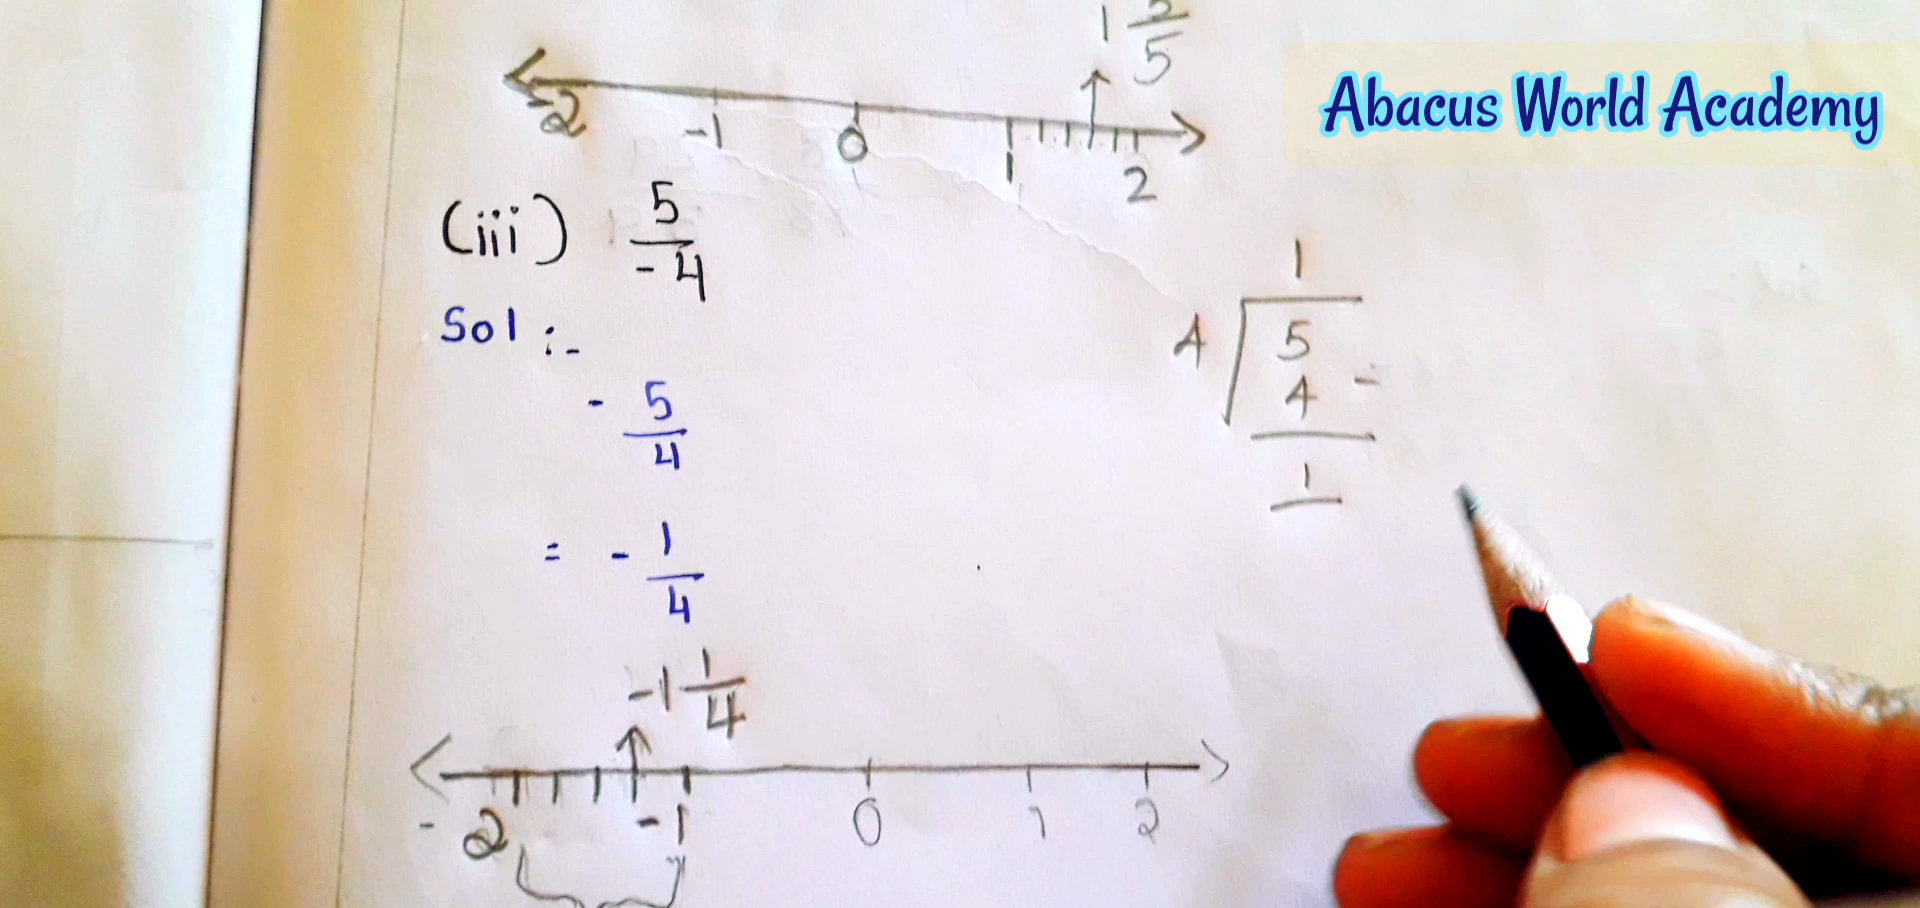 1 3/5
Abacus World Academy
-2 -1 0 1 2
(iii) 5/-4
Sol :-
- 5/4
= - 1/4
1
4 5
4 -
1
-1 1/4
- 2 -1 0 1 2